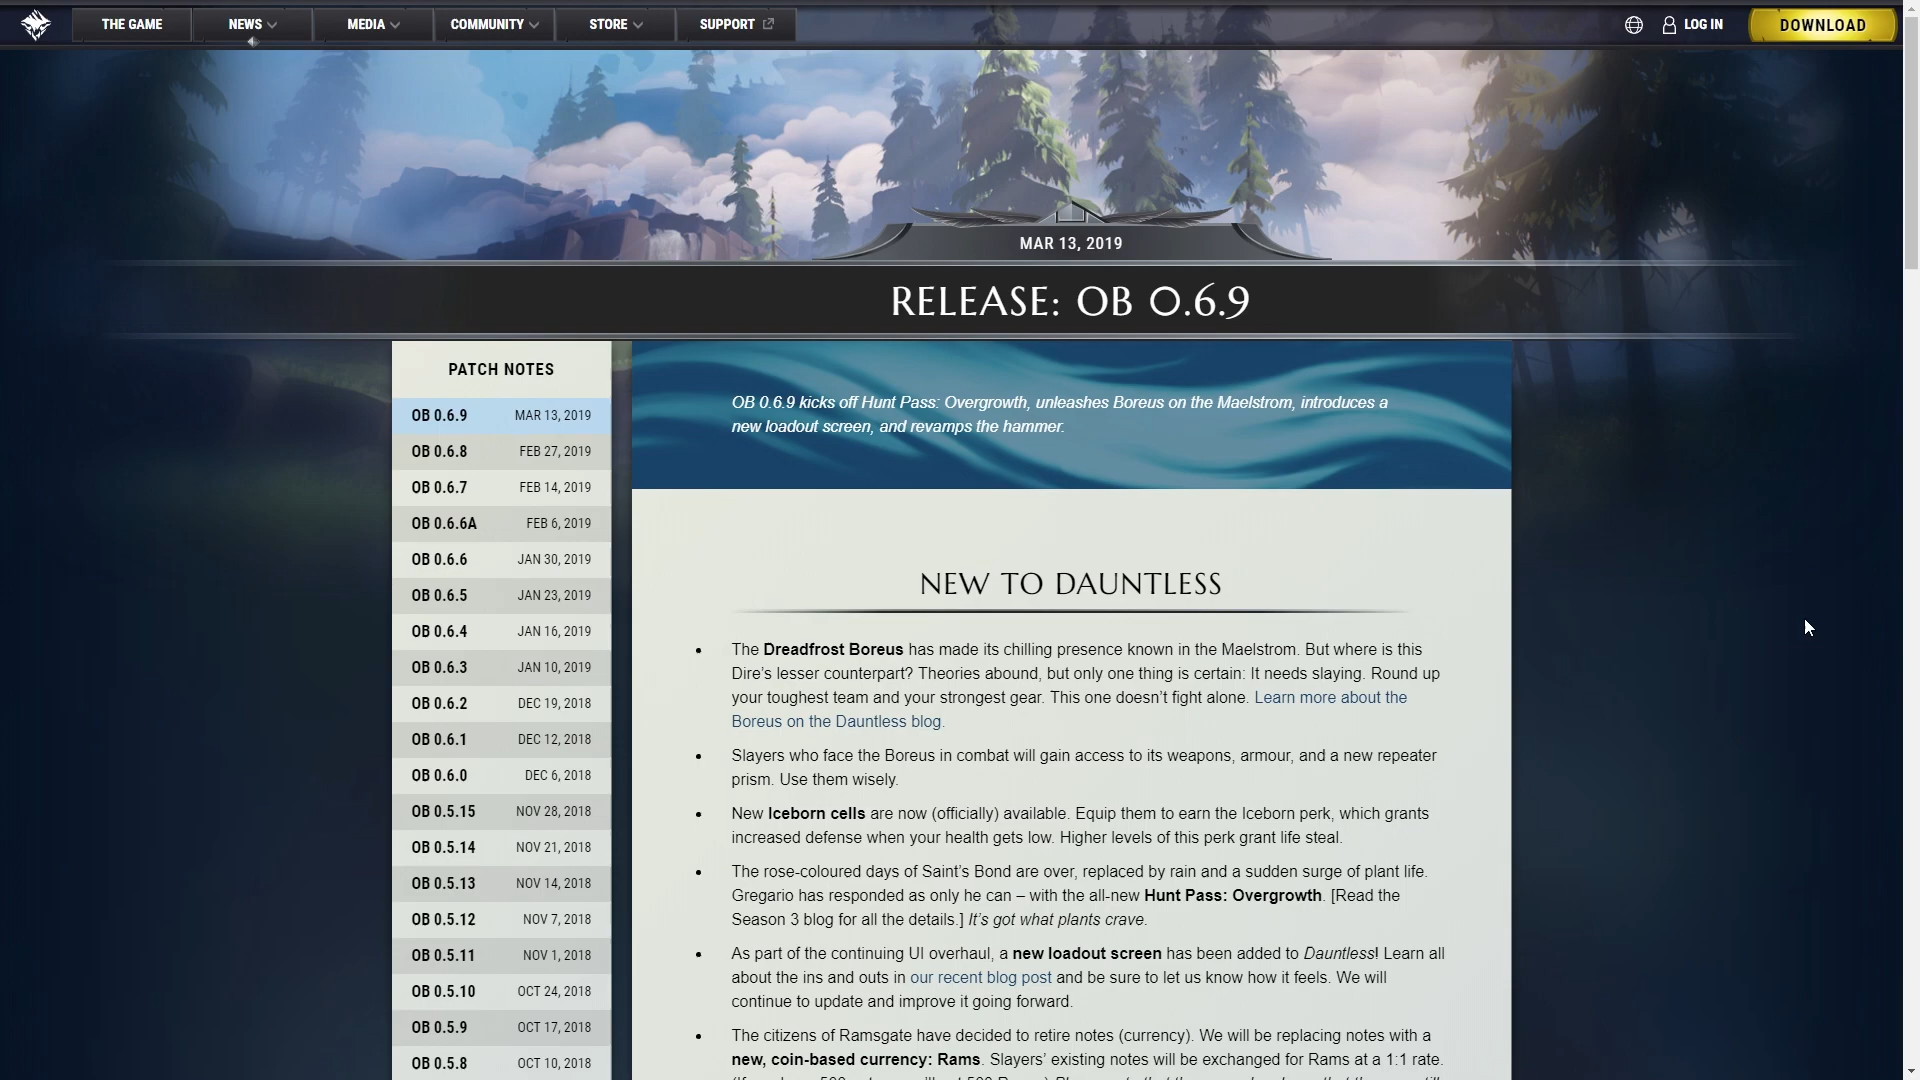 THE GAME
NEWS
MEDIA
COMMUNITY
STORE
SUPPORT
LOG IN
DOWNLOAD
MAR 13, 2019
RELEASE: OB 0.6.9
PATCH NOTES
OB 0.6.9 MAR 13, 2019
OB 0.6.8 FEB 27, 2019
OB 0.6.7 FEB 14, 2019
OB 0.6.6A FEB 6, 2019
OB 0.6.6 JAN 30, 2019
OB 0.6.5 JAN 23, 2019
OB 0.6.4 JAN 16, 2019
OB 0.6.3 JAN 10, 2019
OB 0.6.2 DEC 19, 2018
OB 0.6.1 DEC 12, 2018
OB 0.6.0 DEC 6, 2018
OB 0.5.15 NOV 28, 2018
OB 0.5.14 NOV 21, 2018
OB 0.5.13 NOV 14, 2018
OB 0.5.12 NOV 7, 2018
OB 0.5.11 NOV 1, 2018
OB 0.5.10 OCT 24, 2018
OB 0.5.9 OCT 17, 2018
OB 0.5.8 OCT 10, 2018
OB 0.6.9 kicks off Hunt Pass: Overgrowth, unleashes Boreus on the Maelstrom, introduces a
new loadout screen, and revamps the hammer.
NEW TO DAUNTLESS
• The Dreadfrost Boreus has made its chilling presence known in the Maelstrom. But where is this
Dire's lesser counterpart? Theories abound, but only one thing is certain: It needs slaying. Round up
your toughest team and your strongest gear. This one doesn't fight alone. Learn more about the
Boreus on the Dauntless blog.
• Slayers who face the Boreus in combat will gain access to its weapons, armour, and a new repeater
prism. Use them wisely.
• New Iceborn cells are now (officially) available. Equip them to earn the Iceborn perk, which grants
increased defense when your health gets low. Higher levels of this perk grant life steal.
• The rose-coloured days of Saint's Bond are over, replaced by rain and a sudden surge of plant life.
Gregario has responded as only he can – with the all-new Hunt Pass: Overgrowth. [Read the
Season 3 blog for all the details.] It's got what plants crave.
• As part of the continuing UI overhaul, a new loadout screen has been added to Dauntless! Learn all
about the ins and outs in our recent blog post and be sure to let us know how it feels. We will
continue to update and improve it going forward.
• The citizens of Ramsgate have decided to retire notes (currency). We will be replacing notes with a
new, coin-based currency: Rams. Slayers' existing notes will be exchanged for Rams at a 1:1 rate.